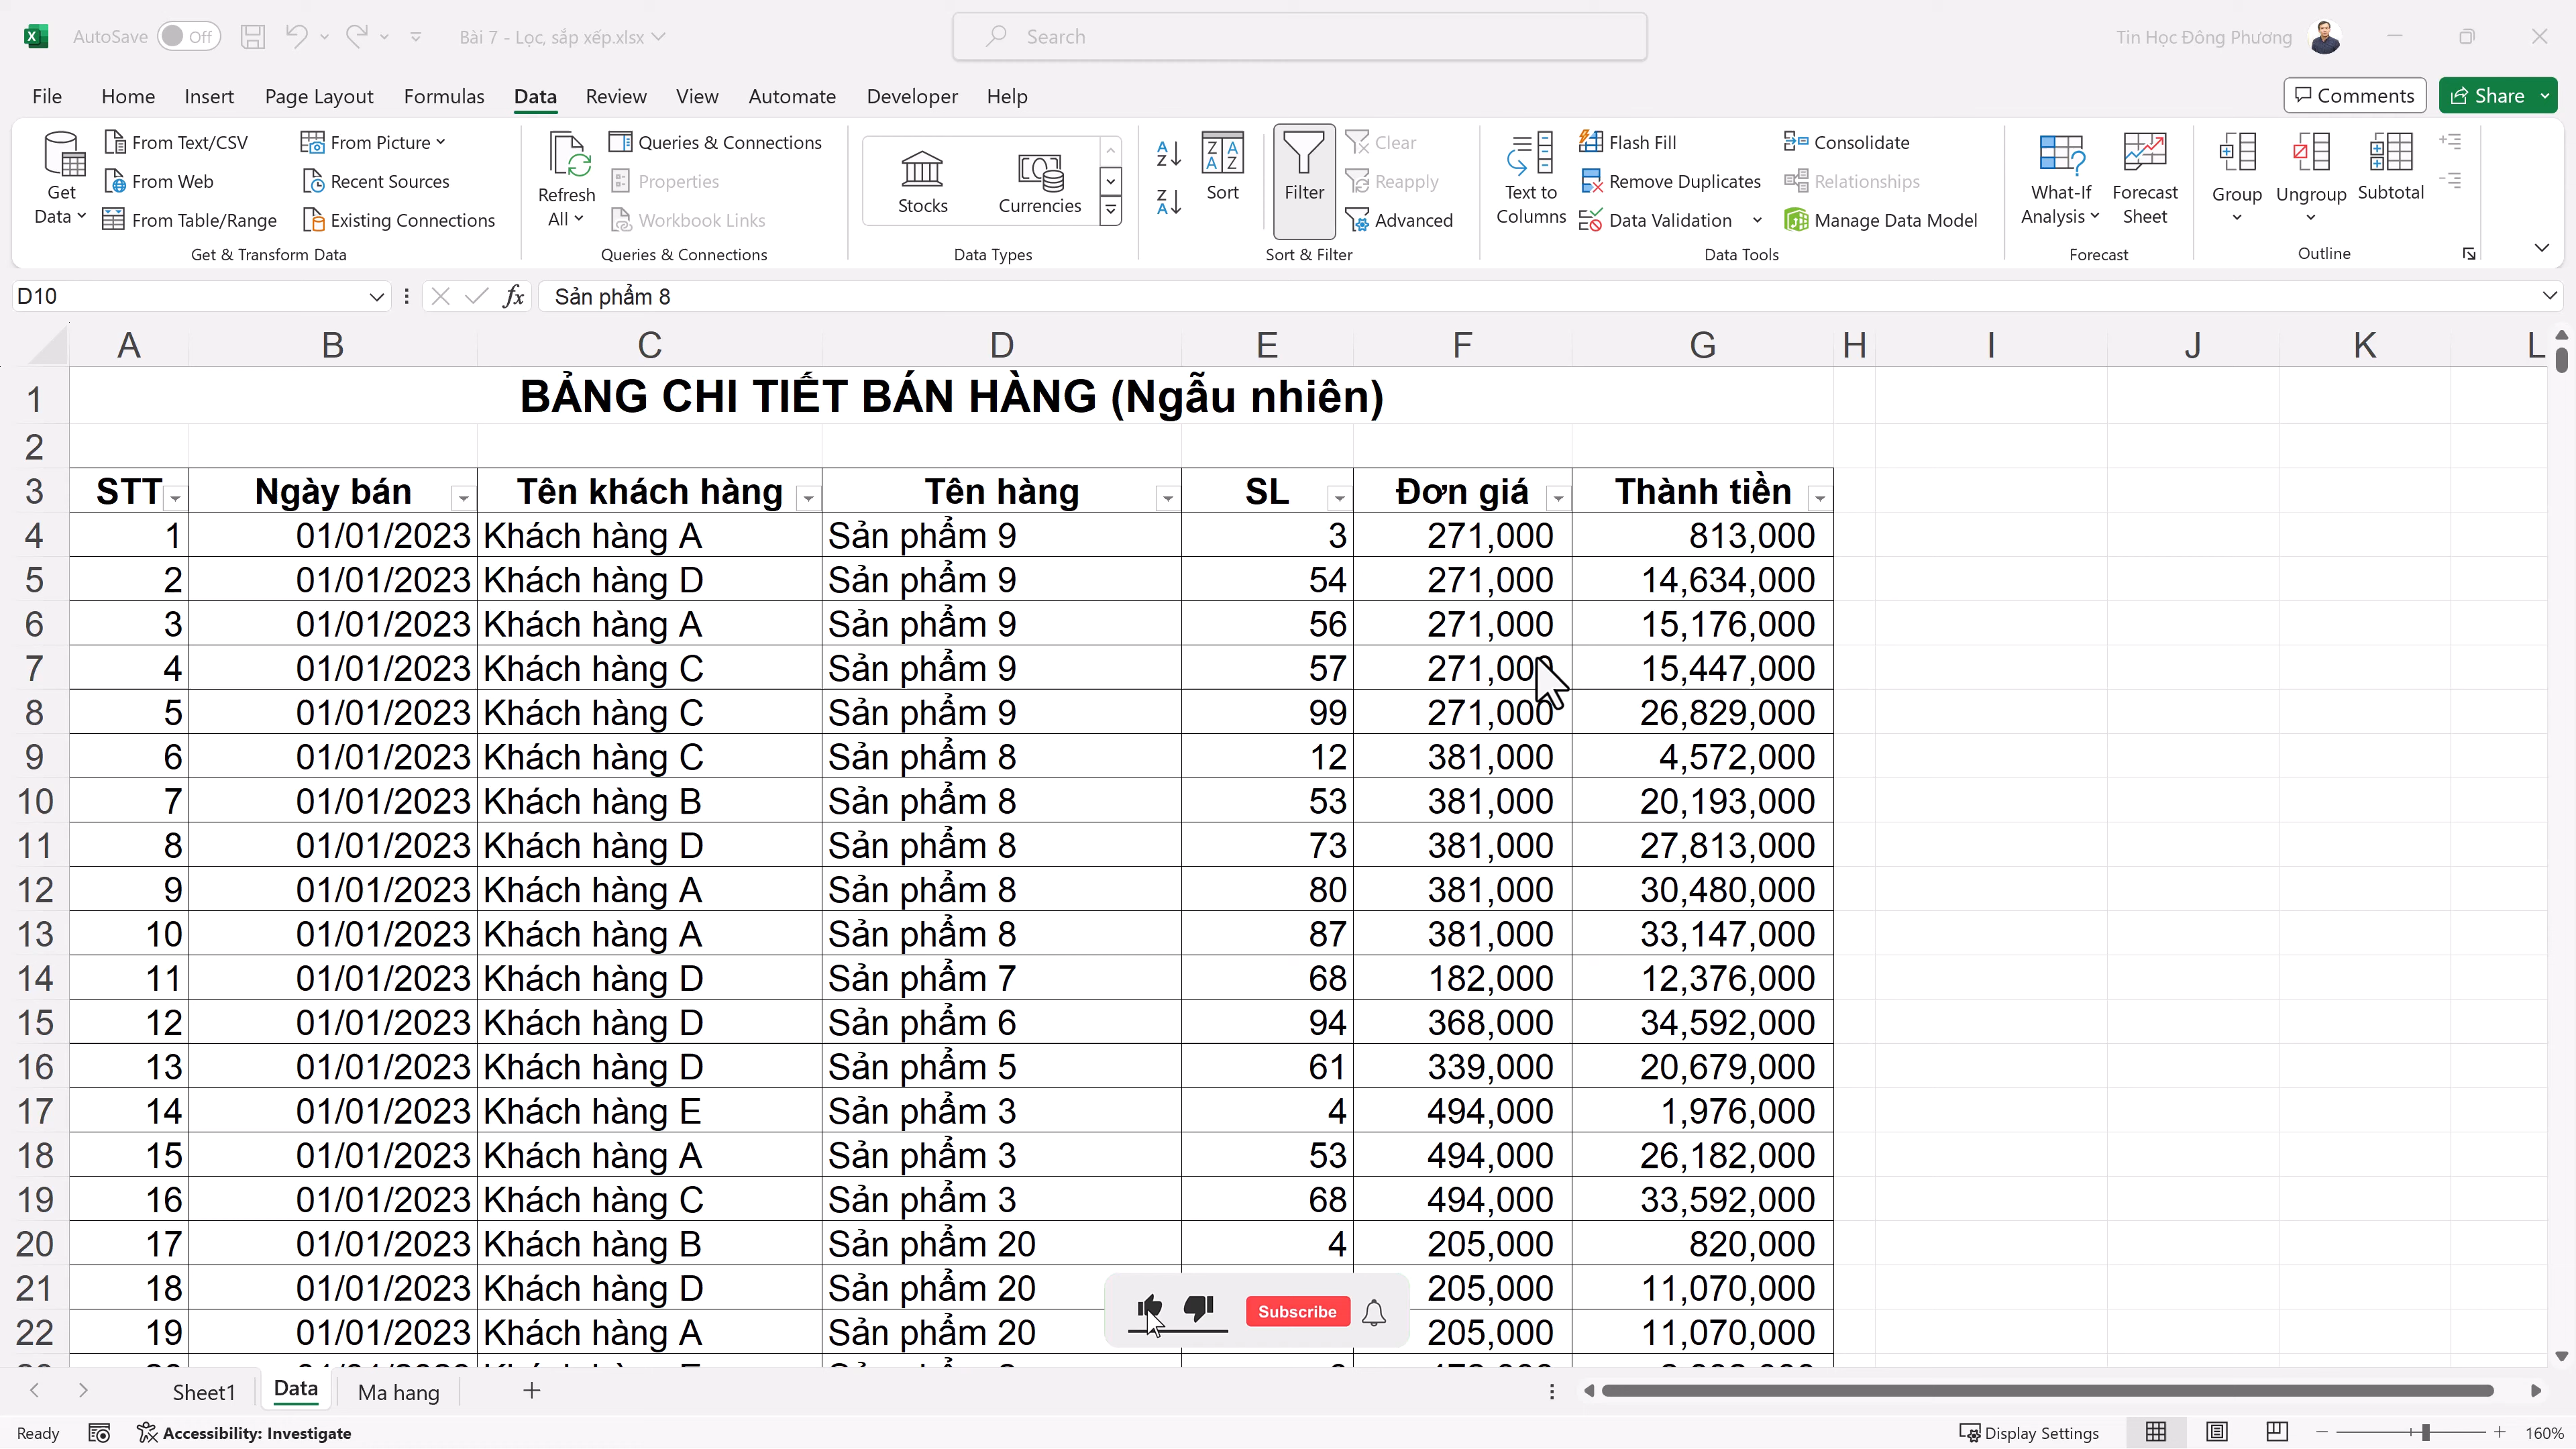 AutoSave Off Bài 7 - Lọc, sắp xếp.xlsx Search Tin Học Đông Phương
File Home Insert Page Layout Formulas Data Review View Automate Developer Help Comments Share
Get Data From Text/CSV From Web From Table/Range From Picture Recent Sources Existing Connections
Refresh All Queries & Connections Properties Workbook Links
Stocks Currencies
Sort Filter Clear Reapply Advanced
Text to Columns Flash Fill Remove Duplicates Data Validation Consolidate Relationships Manage Data Model
What-If Analysis Forecast Sheet
Group Ungroup Subtotal
Get & Transform Data Queries & Connections Data Types Sort & Filter Data Tools Forecast Outline
D10 fx Sản phẩm 8
A B C D E F G H I J K L
1 BẢNG CHI TIẾT BÁN HÀNG (Ngẫu nhiên)
2
3 STT Ngày bán Tên khách hàng Tên hàng SL Đơn giá Thành tiền
4 1 01/01/2023 Khách hàng A Sản phẩm 9 3 271,000 813,000
5 2 01/01/2023 Khách hàng D Sản phẩm 9 54 271,000 14,634,000
6 3 01/01/2023 Khách hàng A Sản phẩm 9 56 271,000 15,176,000
7 4 01/01/2023 Khách hàng C Sản phẩm 9 57 271,000 15,447,000
8 5 01/01/2023 Khách hàng C Sản phẩm 9 99 271,000 26,829,000
9 6 01/01/2023 Khách hàng C Sản phẩm 8 12 381,000 4,572,000
10 7 01/01/2023 Khách hàng B Sản phẩm 8 53 381,000 20,193,000
11 8 01/01/2023 Khách hàng D Sản phẩm 8 73 381,000 27,813,000
12 9 01/01/2023 Khách hàng A Sản phẩm 8 80 381,000 30,480,000
13 10 01/01/2023 Khách hàng A Sản phẩm 8 87 381,000 33,147,000
14 11 01/01/2023 Khách hàng D Sản phẩm 7 68 182,000 12,376,000
15 12 01/01/2023 Khách hàng D Sản phẩm 6 94 368,000 34,592,000
16 13 01/01/2023 Khách hàng D Sản phẩm 5 61 339,000 20,679,000
17 14 01/01/2023 Khách hàng E Sản phẩm 3 4 494,000 1,976,000
18 15 01/01/2023 Khách hàng A Sản phẩm 3 53 494,000 26,182,000
19 16 01/01/2023 Khách hàng C Sản phẩm 3 68 494,000 33,592,000
20 17 01/01/2023 Khách hàng B Sản phẩm 20 4 205,000 820,000
21 18 01/01/2023 Khách hàng D Sản phẩm 20 205,000 11,070,000
22 19 01/01/2023 Khách hàng A Sản phẩm 20 205,000 11,070,000
Subscribe
Sheet1 Data Ma hang
Ready Accessibility: Investigate Display Settings 160%